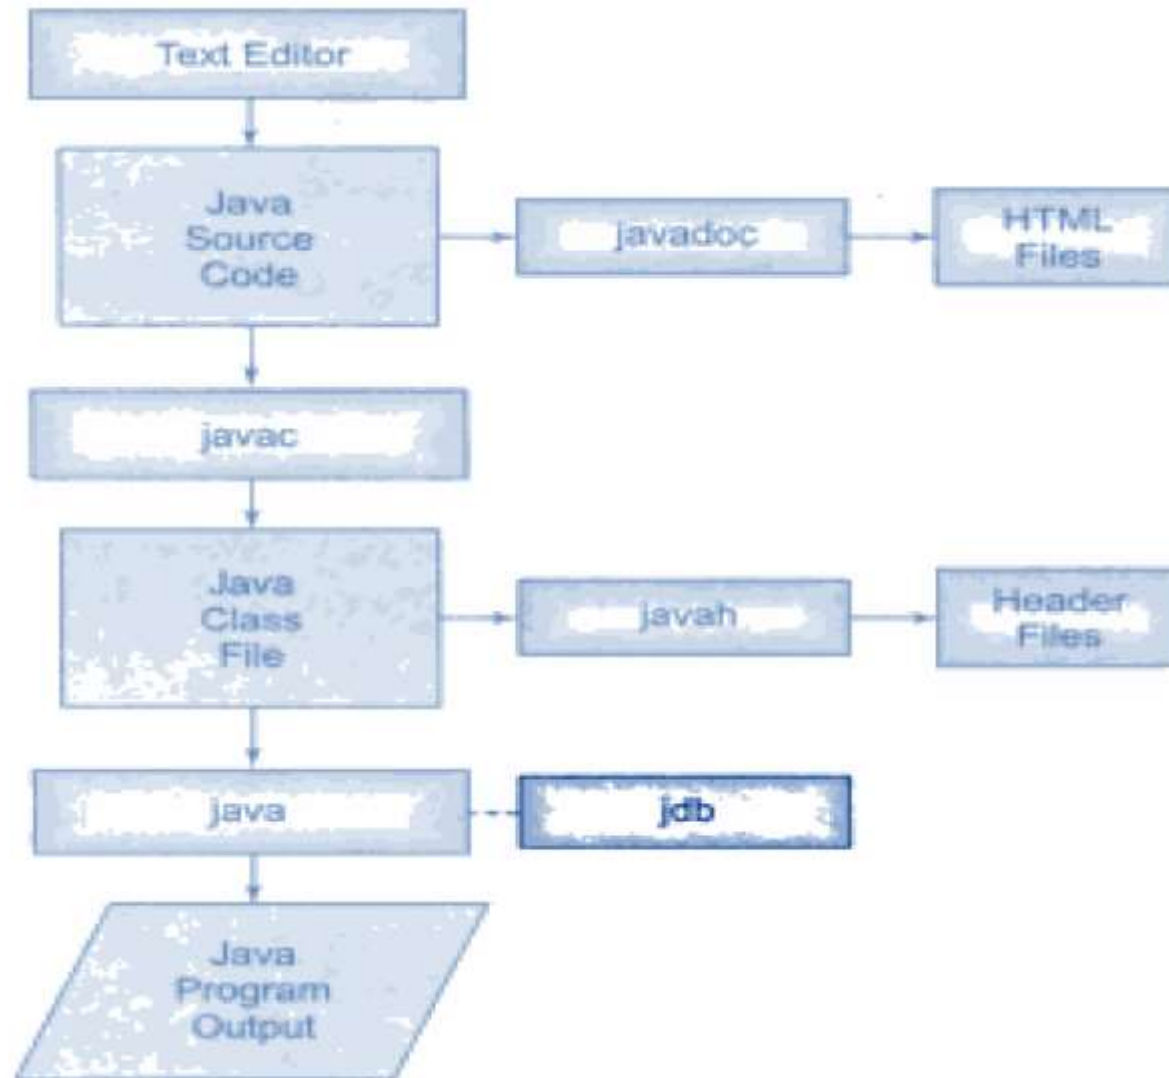 Text Editor
Java
Source
Code
javadoc
HTML
Files
javac
Java
Class
File
javah
Header
Files
java
jdb
Java
Program
Output